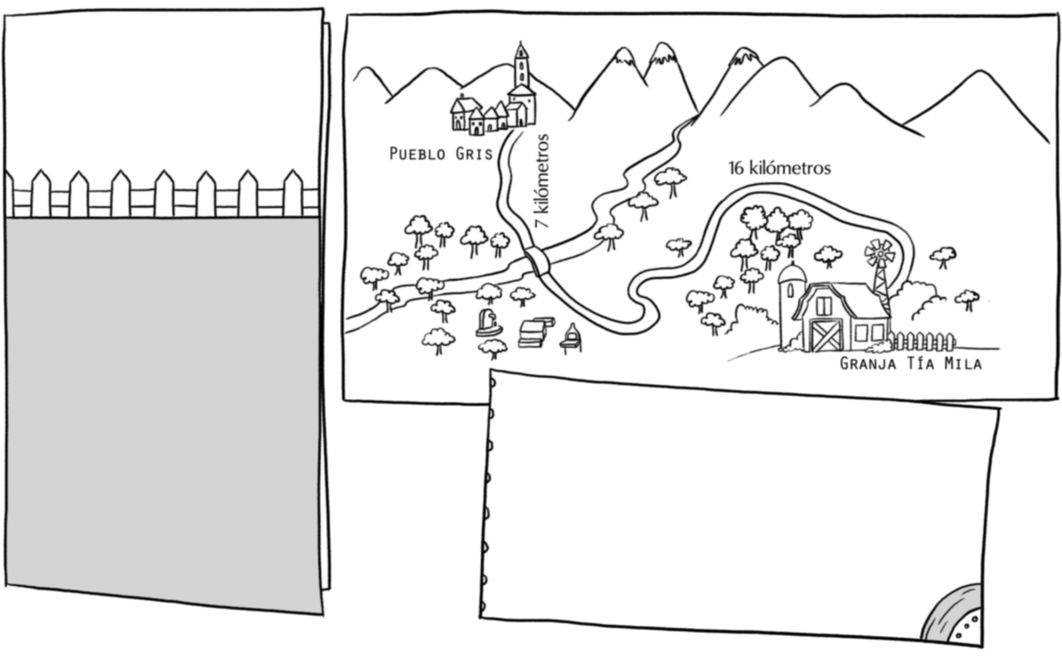 PUEBLO GRIS
7 kilómetros
16 kilómetros
GRANJA TÍA MILA